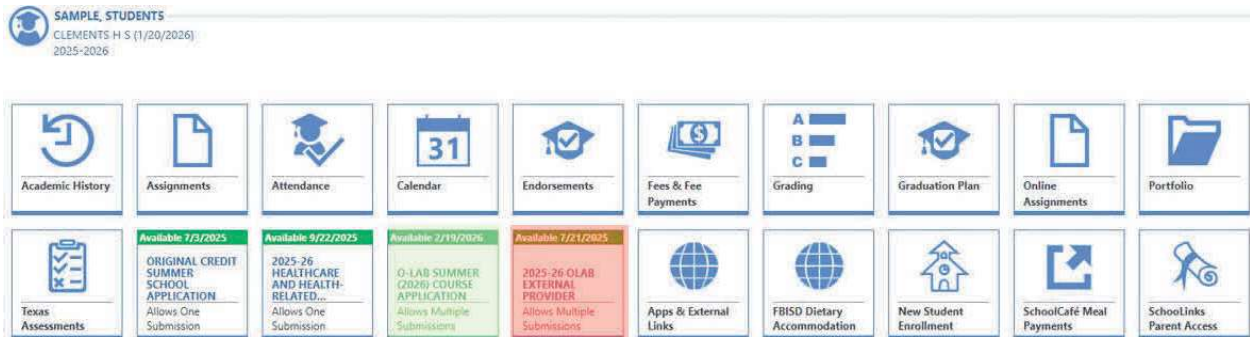 SAMPLE, STUDENTS
CLEMENTS H S (1/20/2026)
2025-2026
31
A
B
C
Academic History
Assignments
Attendance
Calendar
Endorsements
Fees & Fee
Payments
Grading
Graduation Plan
Online
Assignments
Portfolio
Texas
Assessments
Available 7/3/2025
ORIGINAL CREDIT
SUMMER
SCHOOL
APPLICATION
Allows One
Submission
Available 9/22/2025
2025-26
HEALTHCARE
AND HEALTH-
RELATED...
Allows One
Submission
Available 2/19/2026
O-LAB SUMMER
(2026) COURSE
APPLICATION
Allows Multiple
Submissions
Available 7/21/2025
2025-26 OLAB
EXTERNAL
PROVIDER
Allows Multiple
Submissions
Apps & External
Links
FBISD Dietary
Accommodation
New Student
Enrollment
SchoolCafé Meal
Payments
SchooLinks
Parent Access